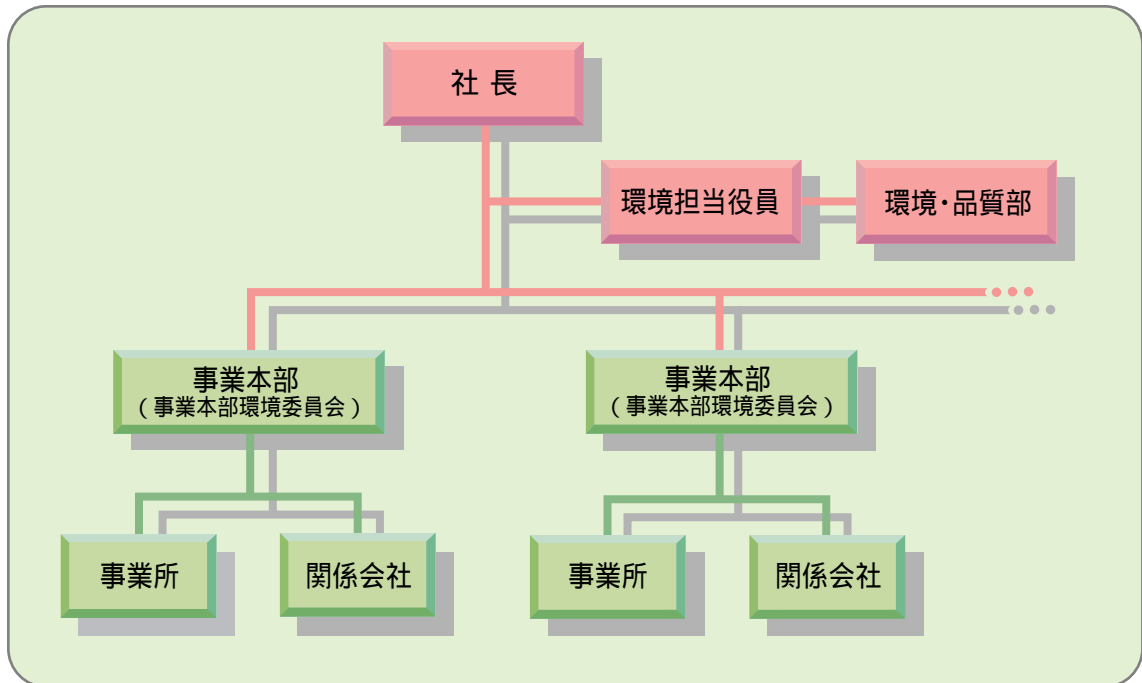 社 長
環境担当役員
環境・品質部
事業本部
（事業本部環境委員会）
事業本部
（事業本部環境委員会）
事業所
関係会社
事業所
関係会社